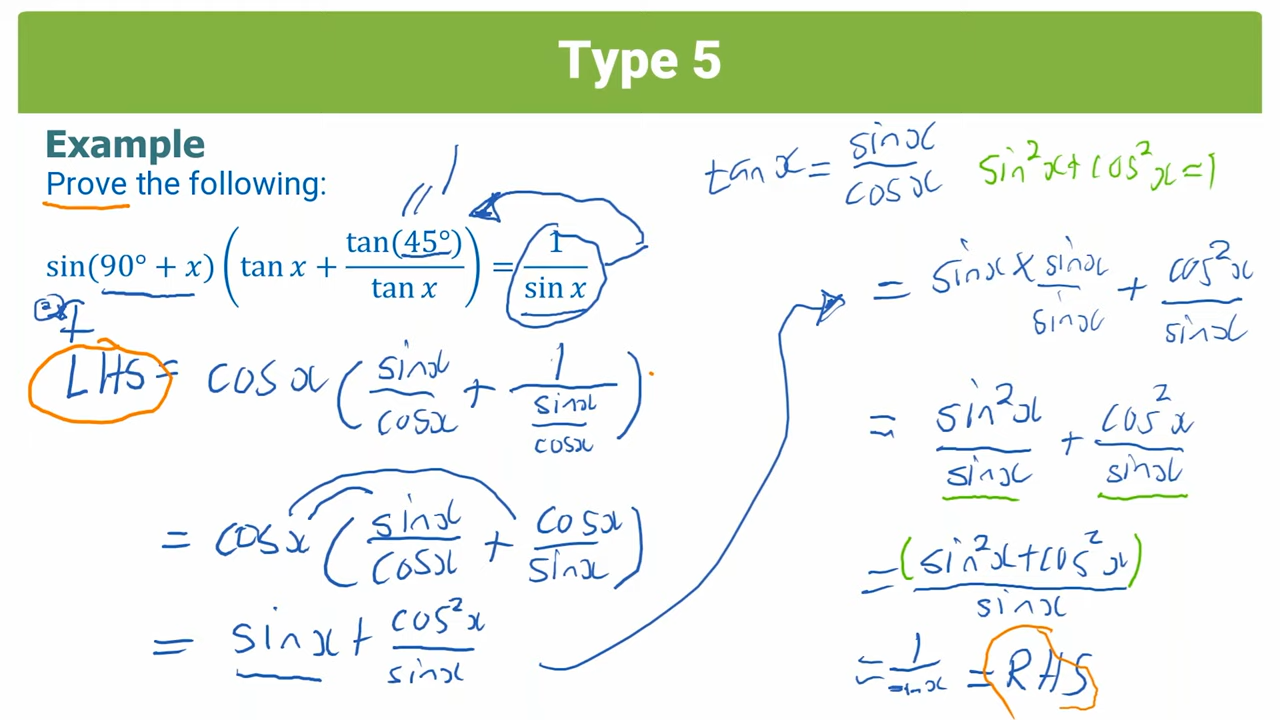 Type 5
Example
Prove the following:
sin(90° + x) (tan x + tan(45°)/tan x) = 1/sin x
1
②
+
LHS = cos x (sin x/cos x + 1/(sin x/cos x))
= cos x (sin x/cos x + cos x/sin x)
= sin x + cos²x/sin x
tan x = sin x/cos x
sin²x + cos²x = 1
= sin x × sin x/sin x + cos²x/sin x
= sin²x/sin x + cos²x/sin x
= (sin²x + cos²x)/sin x
= 1/sin x = RHS